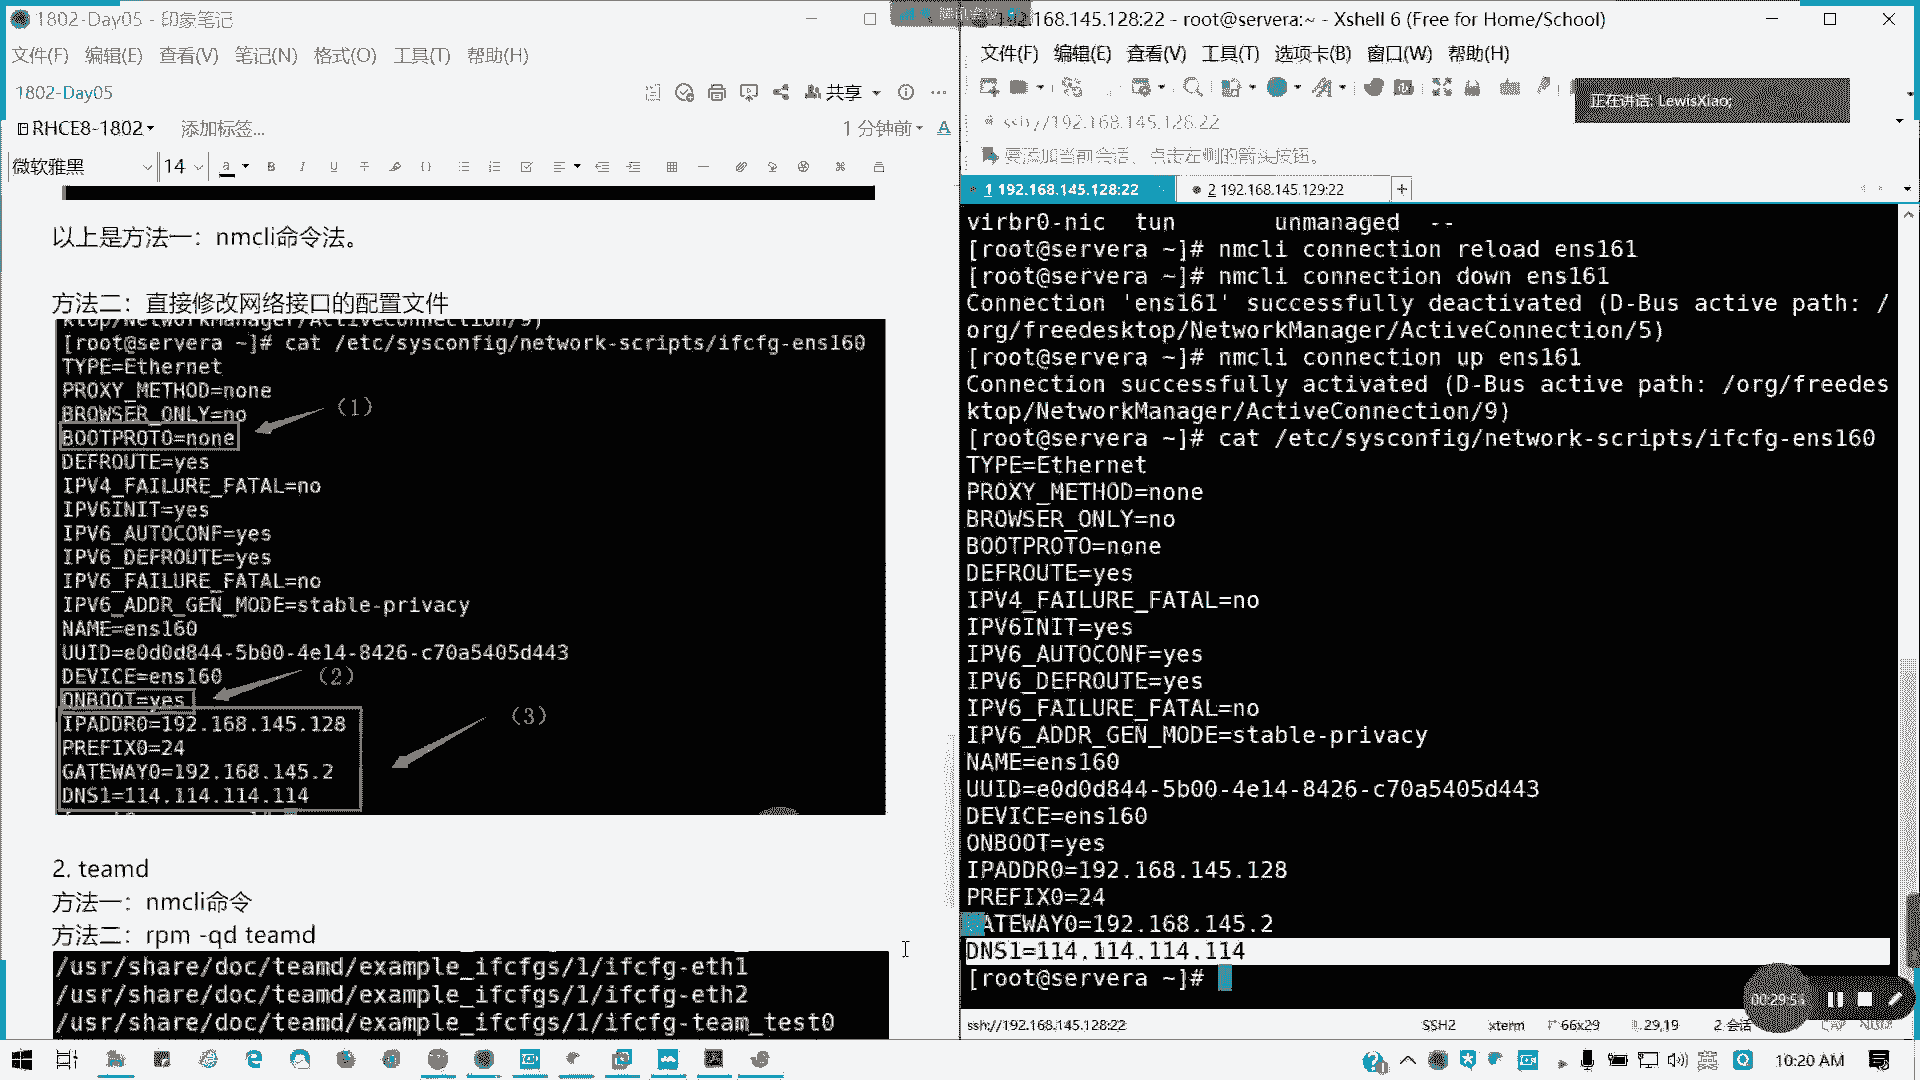 1802-Day05 - 印象笔记
文件(F) 编辑(E) 查看(V) 笔记(N) 格式(O) 工具(T) 帮助(H)
1802-Day05
共享
RHCE8-1802
添加标签...
1 分钟前
微软雅黑
14
以上是方法一：nmcli命令法。
方法二：直接修改网络接口的配置文件
ktop/NetworkManager/ActiveConnection/9)
[root@servera ~]# cat /etc/sysconfig/network-scripts/ifcfg-ens160
TYPE=Ethernet
PROXY_METHOD=none
BROWSER_ONLY=no
（1）
BOOTPROTO=none
DEFROUTE=yes
IPV4_FAILURE_FATAL=no
IPV6INIT=yes
IPV6_AUTOCONF=yes
IPV6_DEFROUTE=yes
IPV6_FAILURE_FATAL=no
IPV6_ADDR_GEN_MODE=stable-privacy
NAME=ens160
UUID=e0d0d844-5b00-4e14-8426-c70a5405d443
DEVICE=ens160
（2）
ONBOOT=yes
（3）
IPADDR0=192.168.145.128
PREFIX0=24
GATEWAY0=192.168.145.2
DNS1=114.114.114.114
2. teamd
方法一：nmcli命令
方法二：rpm -qd teamd
/usr/share/doc/teamd/example_ifcfgs/1/ifcfg-eth1
/usr/share/doc/teamd/example_ifcfgs/1/ifcfg-eth2
/usr/share/doc/teamd/example_ifcfgs/1/ifcfg-team_test0
腾讯会议
192.168.145.128:22 - root@servera:~ - Xshell 6 (Free for Home/School)
文件(F) 编辑(E) 查看(V) 工具(T) 选项卡(B) 窗口(W) 帮助(H)
正在讲话: LewisXiao;
ssh://192.168.145.128:22
要添加当前会话，点击左侧的箭头按钮。
1 192.168.145.128:22
2 192.168.145.129:22
virbr0-nic tun unmanaged --
[root@servera ~]# nmcli connection reload ens161
[root@servera ~]# nmcli connection down ens161
Connection 'ens161' successfully deactivated (D-Bus active path: /
org/freedesktop/NetworkManager/ActiveConnection/5)
[root@servera ~]# nmcli connection up ens161
Connection successfully activated (D-Bus active path: /org/freedes
ktop/NetworkManager/ActiveConnection/9)
[root@servera ~]# cat /etc/sysconfig/network-scripts/ifcfg-ens160
TYPE=Ethernet
PROXY_METHOD=none
BROWSER_ONLY=no
BOOTPROTO=none
DEFROUTE=yes
IPV4_FAILURE_FATAL=no
IPV6INIT=yes
IPV6_AUTOCONF=yes
IPV6_DEFROUTE=yes
IPV6_FAILURE_FATAL=no
IPV6_ADDR_GEN_MODE=stable-privacy
NAME=ens160
UUID=e0d0d844-5b00-4e14-8426-c70a5405d443
DEVICE=ens160
ONBOOT=yes
IPADDR0=192.168.145.128
PREFIX0=24
GATEWAY0=192.168.145.2
DNS1=114.114.114.114
[root@servera ~]#
ssh://192.168.145.128:22 SSH2 xterm 66x29 29,19 2 会话 CAP NUM
10:20 AM